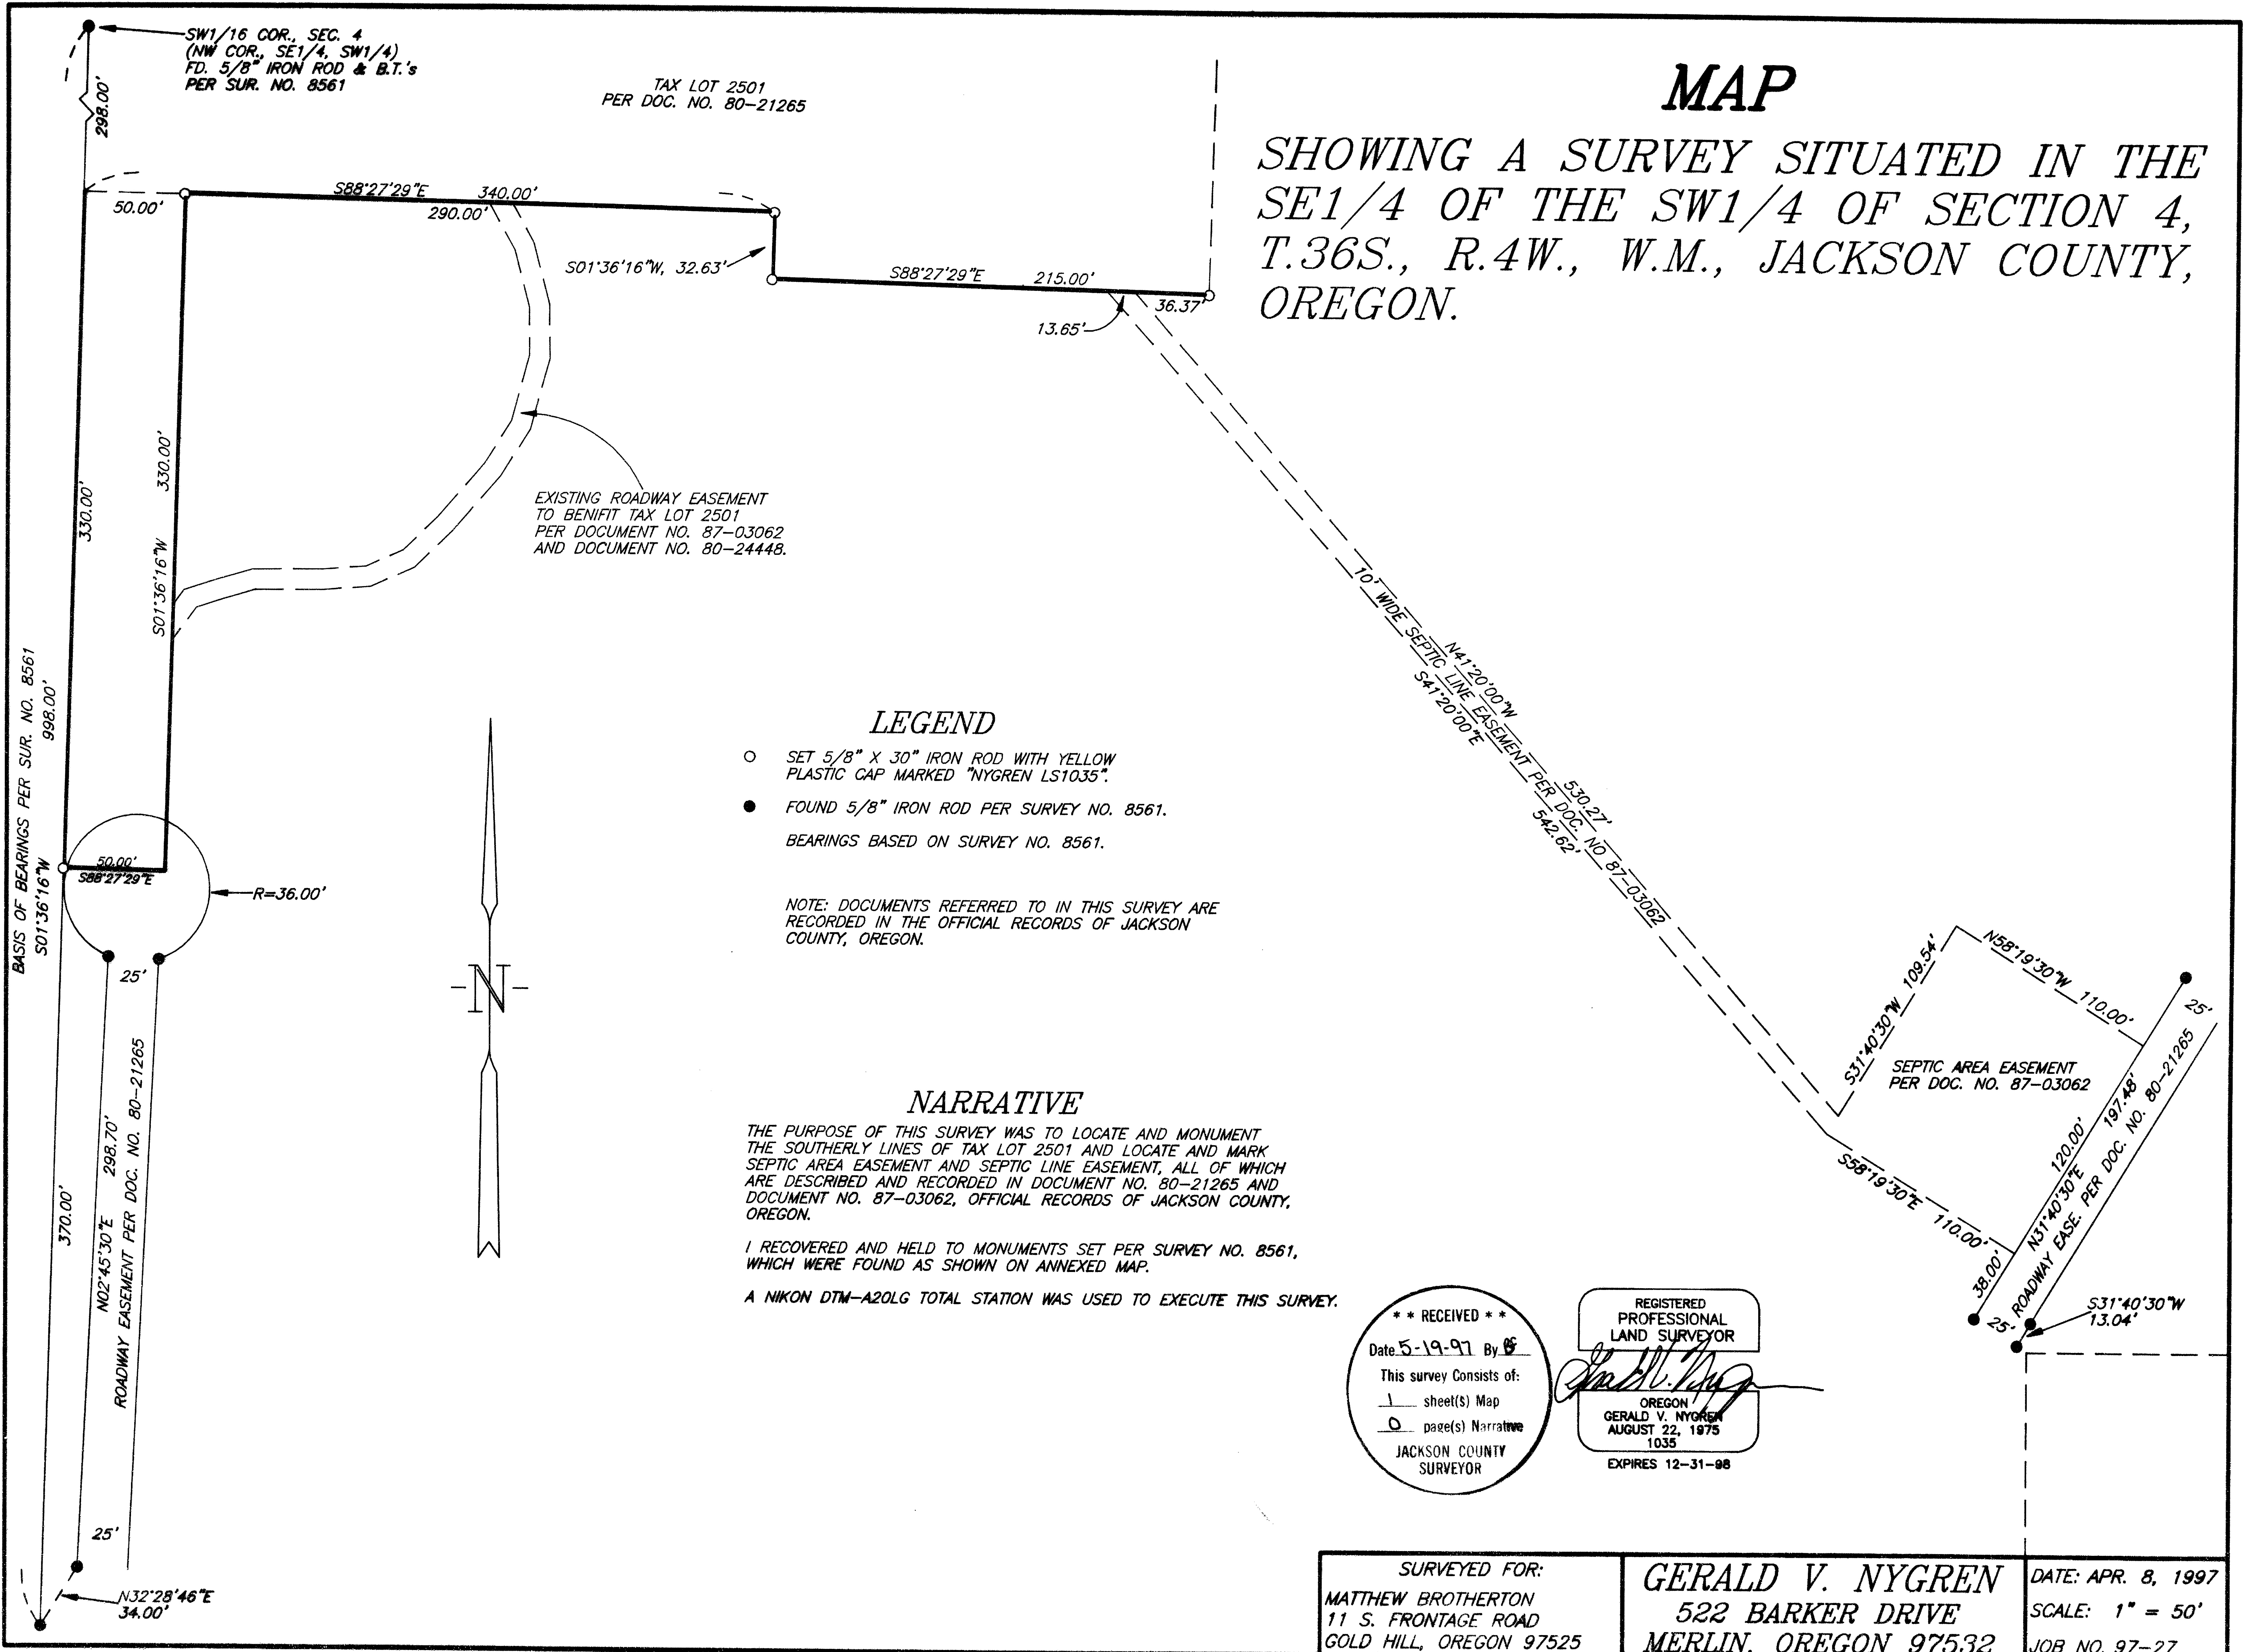 SW1/16 COR., SEC. 4
(NW COR., SE1/4, SW1/4)
FD. 5/8" IRON ROD & B.T.'s
PER SUR. NO. 8561
298.00'
TAX LOT 2501
PER DOC. NO. 80-21265
MAP
SHOWING A SURVEY SITUATED IN THE
SE1/4 OF THE SW1/4 OF SECTION 4,
T.36S., R.4W., W.M., JACKSON COUNTY,
OREGON.
50.00'
S88°27'29"E 340.00'
290.00'
S01°36'16"W, 32.63'
S88°27'29"E 215.00'
36.37'
13.65'
330.00'
330.00'
S01°36'16"W
EXISTING ROADWAY EASEMENT
TO BENIFIT TAX LOT 2501
PER DOCUMENT NO. 87-03062
AND DOCUMENT NO. 80-24448.
BASIS OF BEARINGS PER SUR. NO. 8561
S01°36'16"W 998.00'
10' WIDE SEPTIC LINE EASEMENT PER DOC. NO 87-03062
N41°20'00"W 530.27'
S41°20'00"E 542.62'
LEGEND
SET 5/8" X 30" IRON ROD WITH YELLOW
PLASTIC CAP MARKED "NYGREN LS1035".
FOUND 5/8" IRON ROD PER SURVEY NO. 8561.
BEARINGS BASED ON SURVEY NO. 8561.
NOTE: DOCUMENTS REFERRED TO IN THIS SURVEY ARE
RECORDED IN THE OFFICIAL RECORDS OF JACKSON
COUNTY, OREGON.
50.00'
S88°27'29"E
R=36.00'
25'
N
370.00'
N02°45'30"E 298.70'
ROADWAY EASEMENT PER DOC. NO. 80-21265
25'
N32°28'46"E
34.00'
NARRATIVE
THE PURPOSE OF THIS SURVEY WAS TO LOCATE AND MONUMENT
THE SOUTHERLY LINES OF TAX LOT 2501 AND LOCATE AND MARK
SEPTIC AREA EASEMENT AND SEPTIC LINE EASEMENT, ALL OF WHICH
ARE DESCRIBED AND RECORDED IN DOCUMENT NO. 80-21265 AND
DOCUMENT NO. 87-03062, OFFICIAL RECORDS OF JACKSON COUNTY,
OREGON.
I RECOVERED AND HELD TO MONUMENTS SET PER SURVEY NO. 8561,
WHICH WERE FOUND AS SHOWN ON ANNEXED MAP.
A NIKON DTM-A20LG TOTAL STATION WAS USED TO EXECUTE THIS SURVEY.
S31°40'30"W 109.54'
N58°19'30"W 110.00'
25'
SEPTIC AREA EASEMENT
PER DOC. NO. 87-03062
S58°19'30"E 110.00'
120.00'
N31°40'30"E 197.48'
ROADWAY EASE. PER DOC. NO. 80-21265
38.00'
25'
S31°40'30"W
13.04'
* * RECEIVED * *
Date 5-19-97 By
This survey Consists of:
1 sheet(s) Map
0 page(s) Narrative
JACKSON COUNTY
SURVEYOR
REGISTERED
PROFESSIONAL
LAND SURVEYOR
OREGON
GERALD V. NYGREN
AUGUST 22, 1975
1035
EXPIRES 12-31-98
SURVEYED FOR:
MATTHEW BROTHERTON
11 S. FRONTAGE ROAD
GOLD HILL, OREGON 97525
GERALD V. NYGREN
522 BARKER DRIVE
MERLIN, OREGON 97532
DATE: APR. 8, 1997
SCALE: 1" = 50'
JOB NO. 97-27